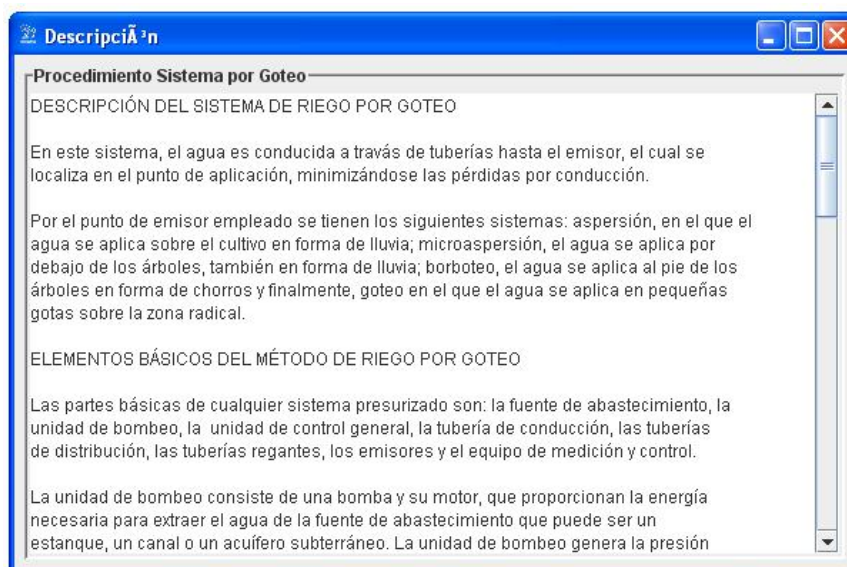 DescripciÃ³n
Procedimiento Sistema por Goteo
DESCRIPCIÓN DEL SISTEMA DE RIEGO POR GOTEO
En este sistema, el agua es conducida a travás de tuberías hasta el emisor, el cual se
localiza en el punto de aplicación, minimizándose las pérdidas por conducción.
Por el punto de emisor empleado se tienen los siguientes sistemas: aspersión, en el que el
agua se aplica sobre el cultivo en forma de lluvia; microaspersión, el agua se aplica por
debajo de los árboles, también en forma de lluvia; borboteo, el agua se aplica al pie de los
árboles en forma de chorros y finalmente, goteo en el que el agua se aplica en pequeñas
gotas sobre la zona radical.
ELEMENTOS BÁSICOS DEL MÉTODO DE RIEGO POR GOTEO
Las partes básicas de cualquier sistema presurizado son: la fuente de abastecimiento, la
unidad de bombeo, la  unidad de control general, la tubería de conducción, las tuberías
de distribución, las tuberías regantes, los emisores y el equipo de medición y control.
La unidad de bombeo consiste de una bomba y su motor, que proporcionan la energía
necesaria para extraer el agua de la fuente de abastecimiento que puede ser un
estanque, un canal o un acuífero subterráneo. La unidad de bombeo genera la presión